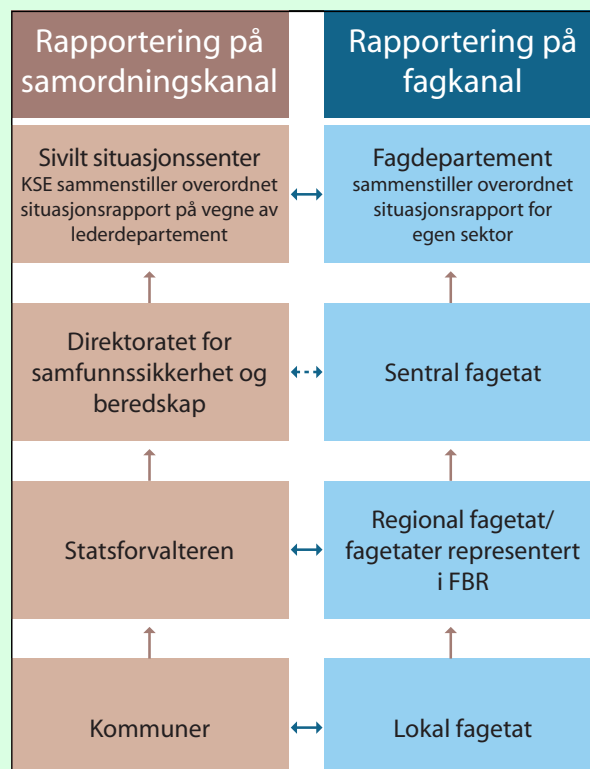 Rapportering på
samordningskanal
Rapportering på
fagkanal
Sivilt situasjonssenter
KSE sammenstiller overordnet
situasjonsrapport på vegne av
lederdepartement
Fagdepartement
sammenstiller overordnet
situasjonsrapport for
egen sektor
Direktoratet for
samfunnssikkerhet og
beredskap
Sentral fagetat
Statsforvalteren
Regional fagetat/
fagetater representert
i FBR
Kommuner
Lokal fagetat